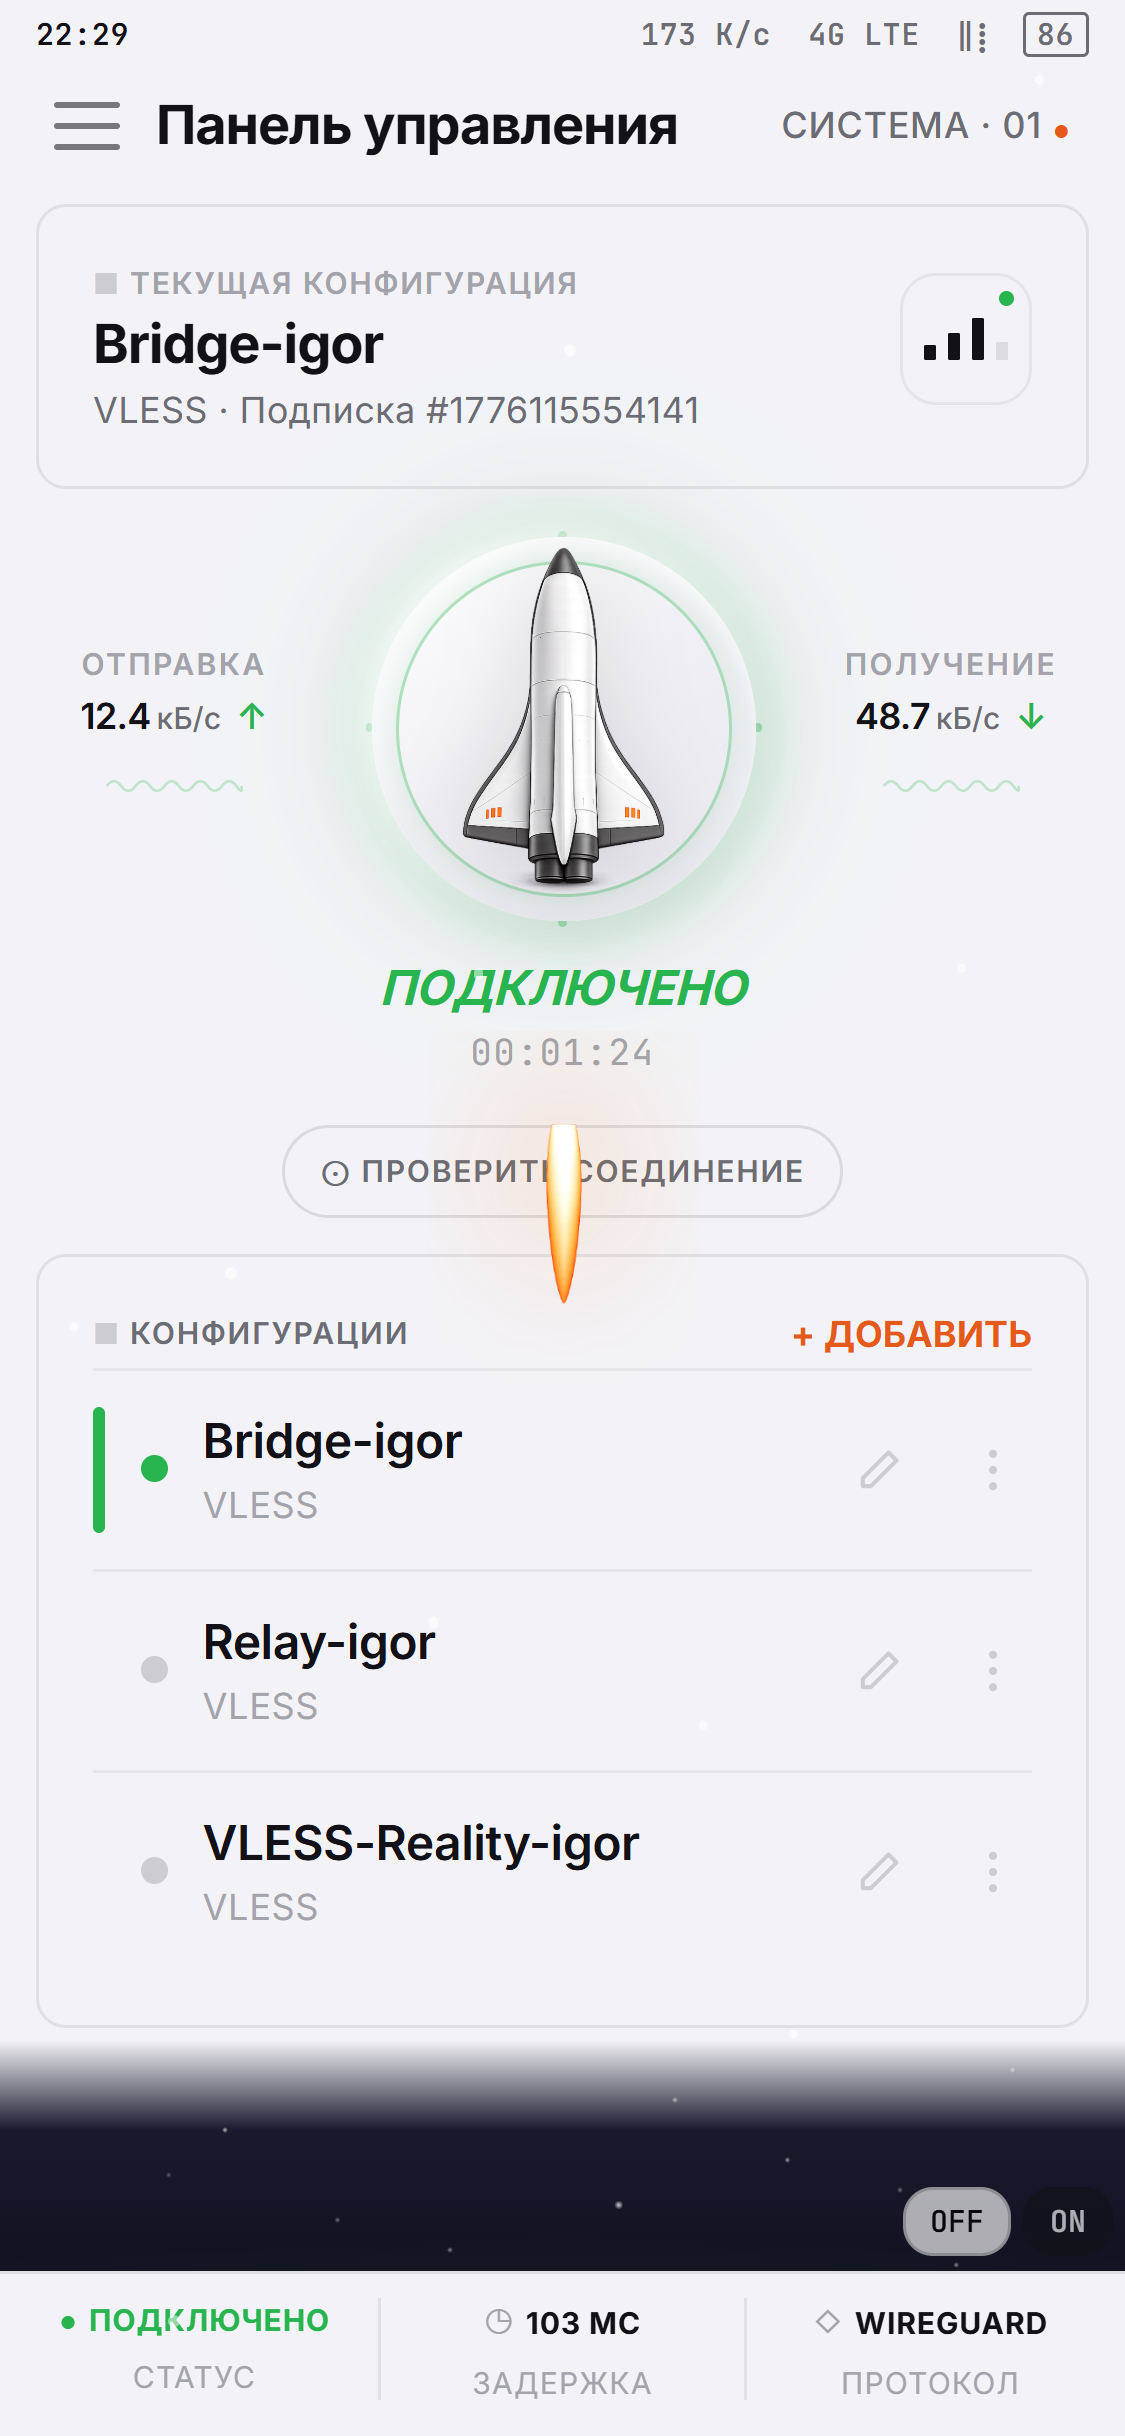 22:29 173 К/с 4G LTE 86
Панель управления СИСТЕМА · 01
ТЕКУЩАЯ КОНФИГУРАЦИЯ
Bridge-igor
VLESS · Подписка #1776115554141
ОТПРАВКА
12.4 кБ/с ↑
ПОЛУЧЕНИЕ
48.7 кБ/с ↓
ПОДКЛЮЧЕНО
00:01:24
ПРОВЕРИТЬ СОЕДИНЕНИЕ
КОНФИГУРАЦИИ + ДОБАВИТЬ
Bridge-igor
VLESS
Relay-igor
VLESS
VLESS-Reality-igor
VLESS
OFF ON
ПОДКЛЮЧЕНО
СТАТУС
103 МС
ЗАДЕРЖКА
WIREGUARD
ПРОТОКОЛ